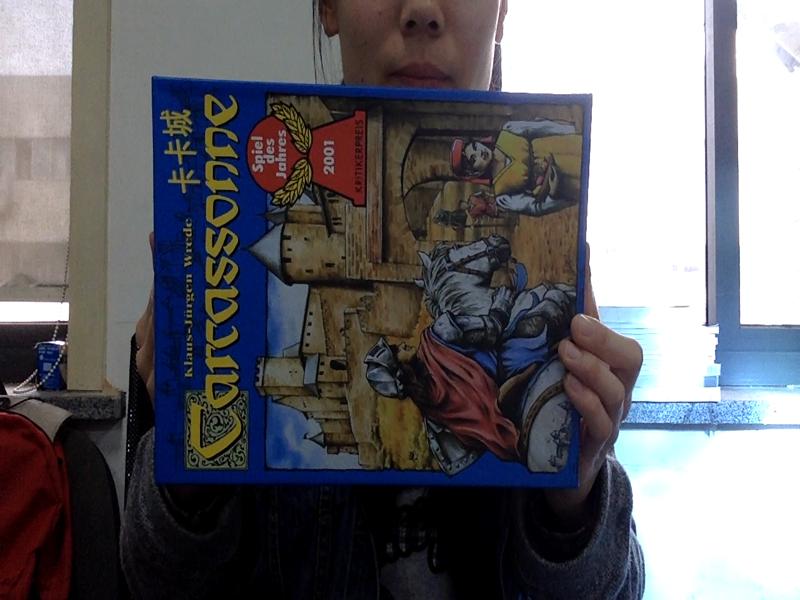 卡卡城
Klaus-Jürgen Wrede
Carcassonne
Spiel
des
Jahres
2001
KRITIKERPREIS